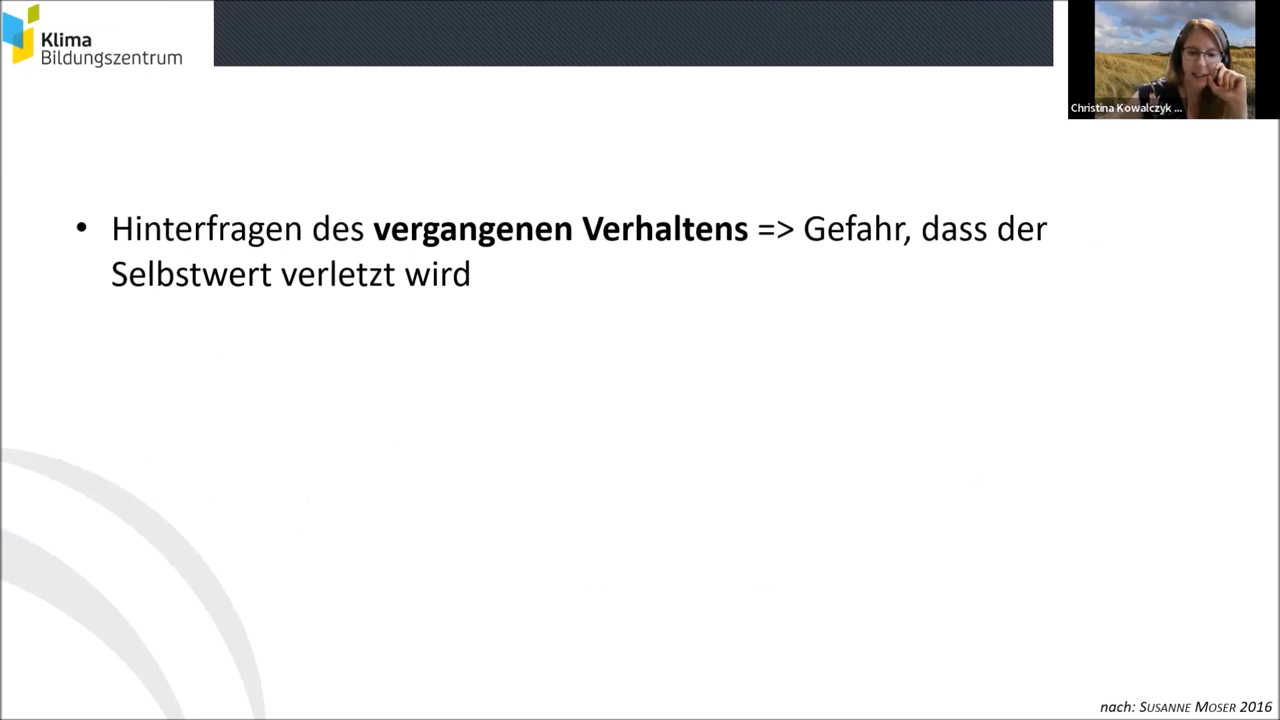 Klima
Bildungszentrum
Christina Kowalczyk ...
• Hinterfragen des vergangenen Verhaltens => Gefahr, dass der
Selbstwert verletzt wird
nach: SUSANNE MOSER 2016